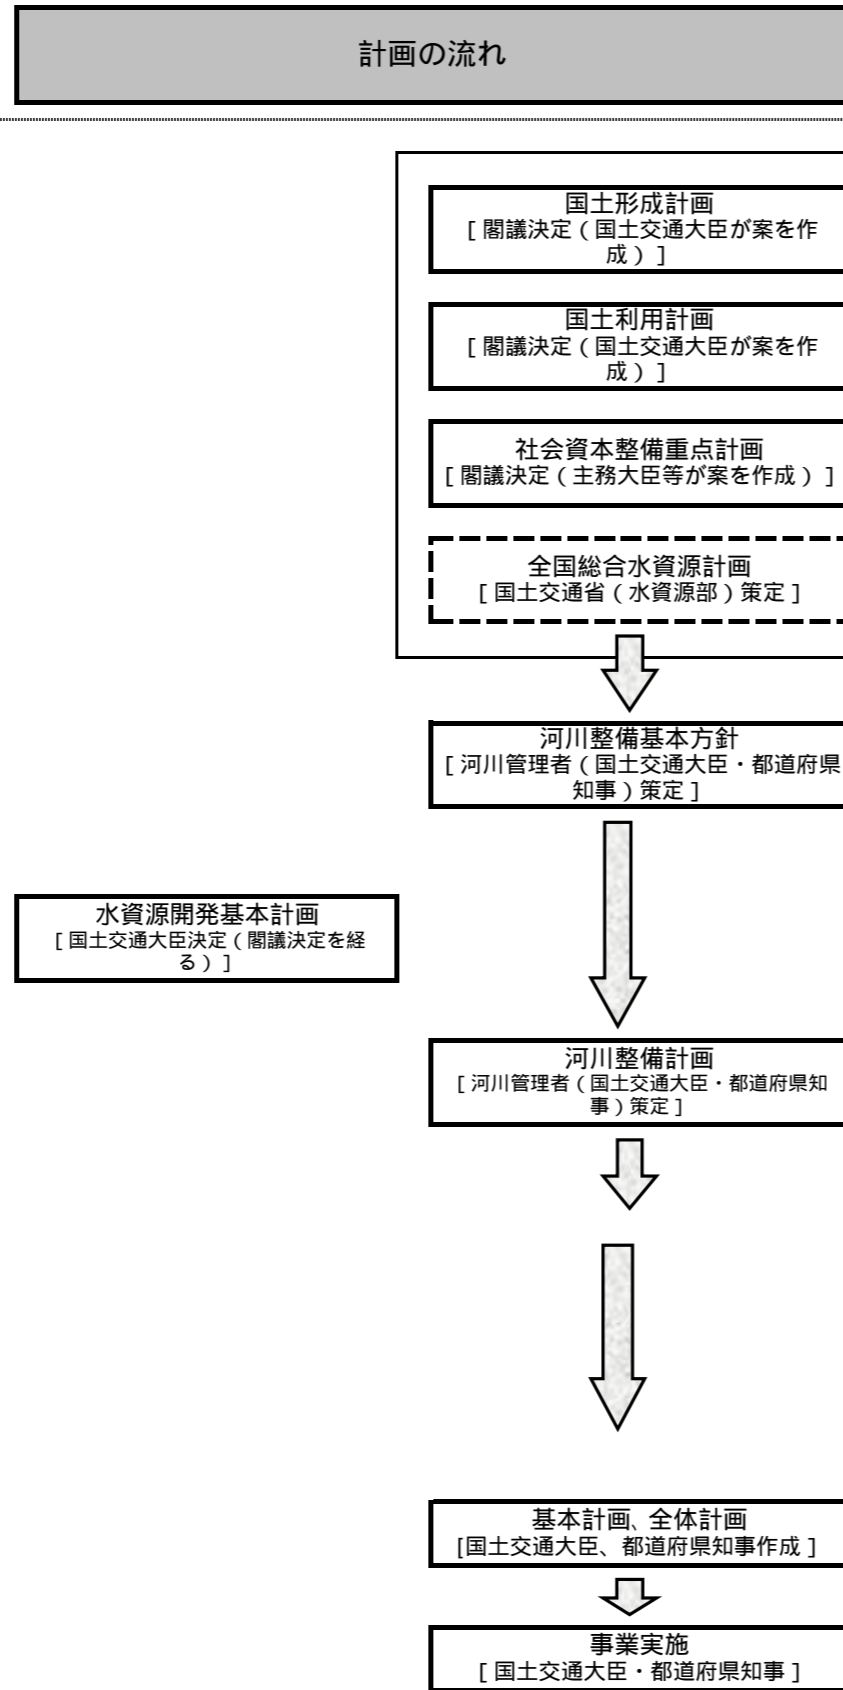 計画の流れ
国土形成計画
[ 閣議決定（国土交通大臣が案を作
成）]
国土利用計画
[ 閣議決定（国土交通大臣が案を作
成）]
社会資本整備重点計画
[ 閣議決定（主務大臣等が案を作成）]
全国総合水資源計画
[ 国土交通省（水資源部）策定 ]
河川整備基本方針
[ 河川管理者（国土交通大臣・都道府県
知事）策定 ]
水資源開発基本計画
[ 国土交通大臣決定（閣議決定を経
る）]
河川整備計画
[ 河川管理者（国土交通大臣・都道府県知
事）策定 ]
基本計画、全体計画
[国土交通大臣、都道府県知事作成 ]
事業実施
[ 国土交通大臣・都道府県知事 ]